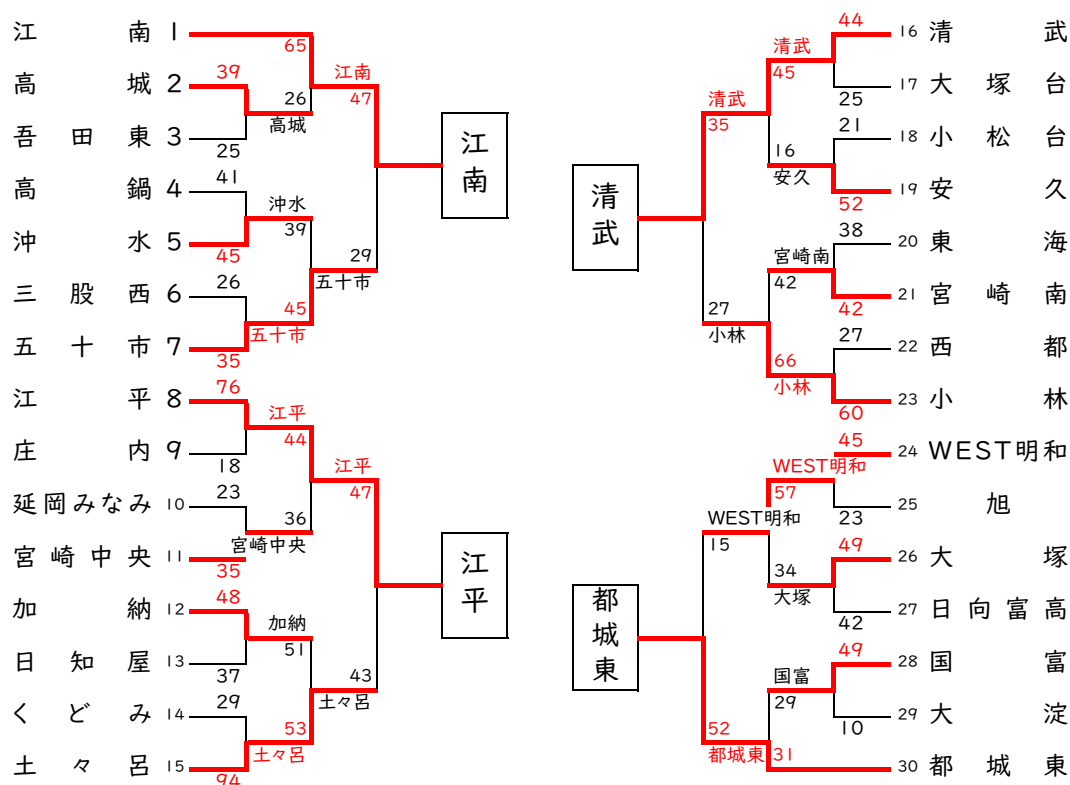 江南 1
65
高城 2
39
江南
47
26
高城
吾田東 3
25
高鍋 4
41
沖水
39
沖水 5
45
29
五十市
三股西 6
26
45
五十市
五十市 7
35
江南
江平 8
76
江平
44
庄内 9
18
江平
47
延岡みなみ 10
23
36
宮崎中央
宮崎中央 11
35
加納 12
48
加納
51
日知屋 13
37
43
土々呂
くどみ 14
29
53
土々呂
土々呂 15
94
江平
44
16 清武
清武
45
17 大塚台
25
清武
35
21
18 小松台
16
安久
19 安久
52
清武
38
20 東海
宮崎南
42
21 宮崎南
42
27
小林
27
22 西都
66
小林
23 小林
60
45
24 WEST明和
WEST明和
57
25 旭
23
WEST明和
15
49
26 大塚
34
大塚
27 日向富高
42
都城東
49
28 国富
国富
29
29 大淀
10
52
都城東
31
30 都城東